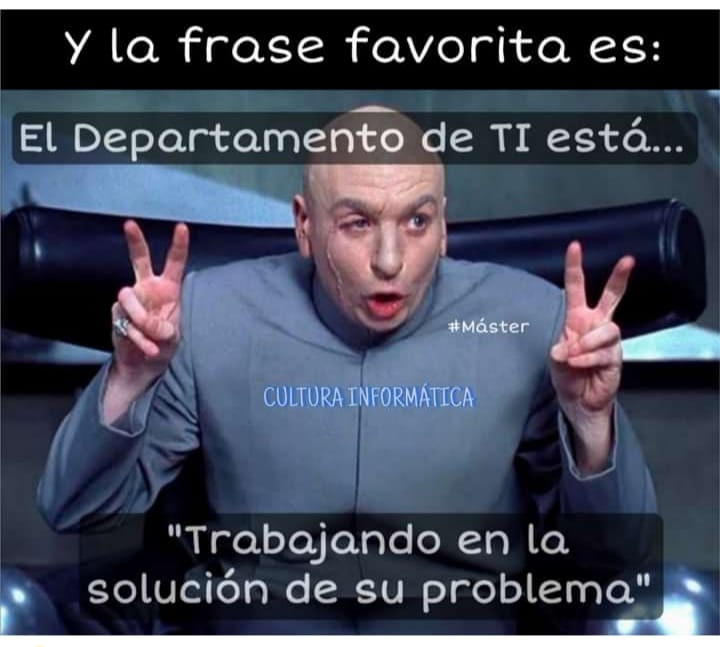 Y la frase favorita es:
El Departamento de TI está...
#Máster
CULTURA INFORMÁTICA
"Trabajando en la
solución de su problema"